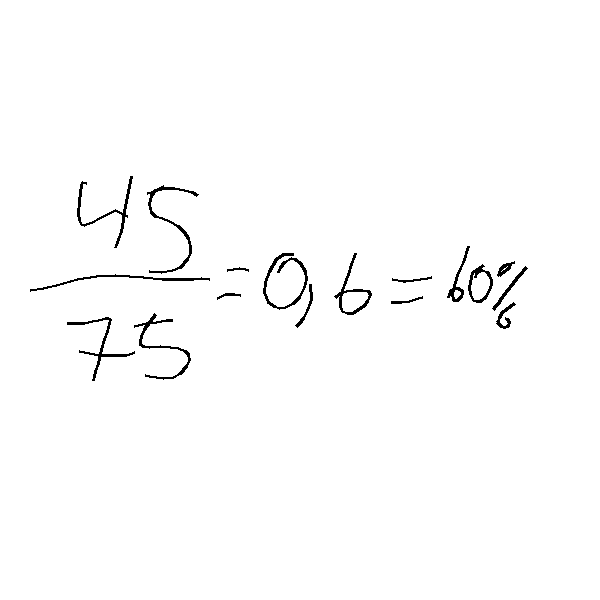 45
75 = 0,6 = 60%